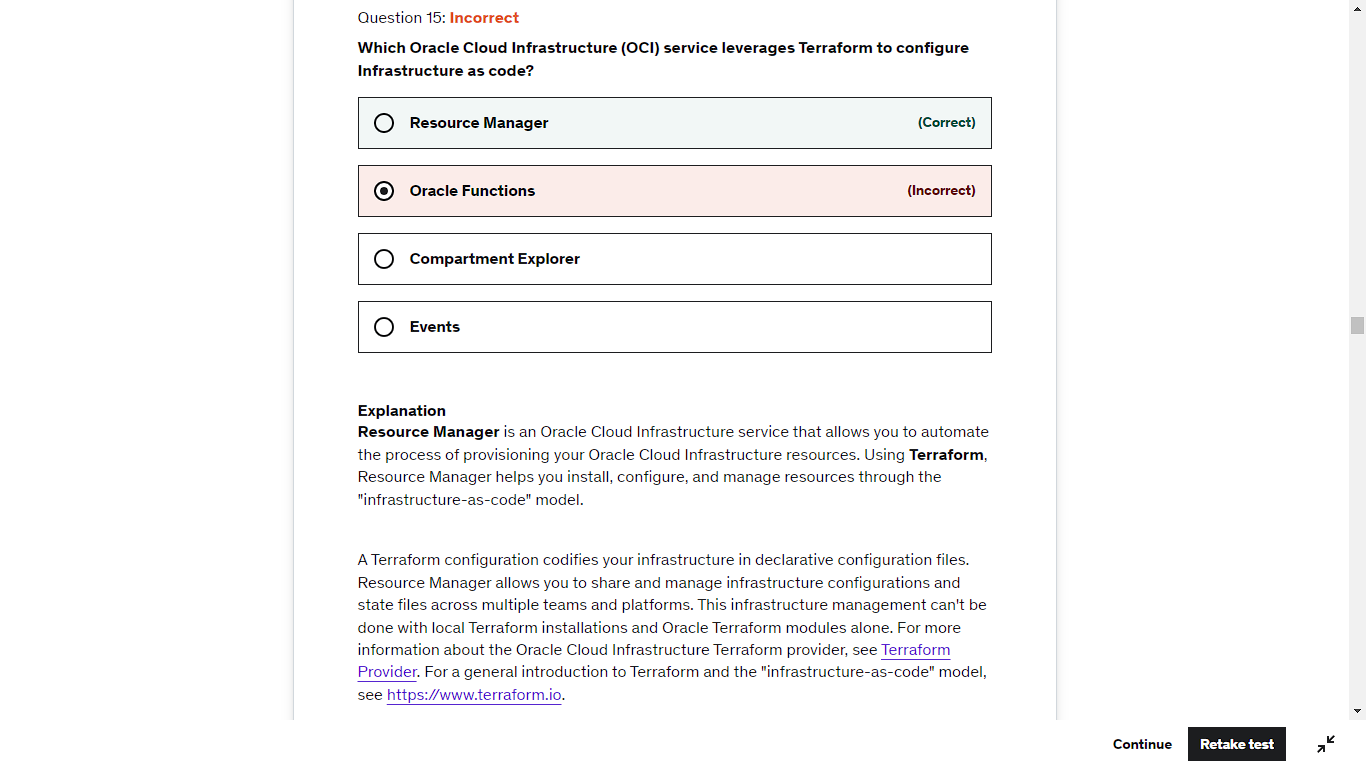 Question 15: Incorrect
Which Oracle Cloud Infrastructure (OCI) service leverages Terraform to configure
Infrastructure as code?
Resource Manager (Correct)
Oracle Functions (Incorrect)
Compartment Explorer
Events
Explanation
Resource Manager is an Oracle Cloud Infrastructure service that allows you to automate
the process of provisioning your Oracle Cloud Infrastructure resources. Using Terraform,
Resource Manager helps you install, configure, and manage resources through the
"infrastructure-as-code" model.
A Terraform configuration codifies your infrastructure in declarative configuration files.
Resource Manager allows you to share and manage infrastructure configurations and
state files across multiple teams and platforms. This infrastructure management can't be
done with local Terraform installations and Oracle Terraform modules alone. For more
information about the Oracle Cloud Infrastructure Terraform provider, see Terraform
Provider. For a general introduction to Terraform and the "infrastructure-as-code" model,
see https://www.terraform.io.
Continue Retake test